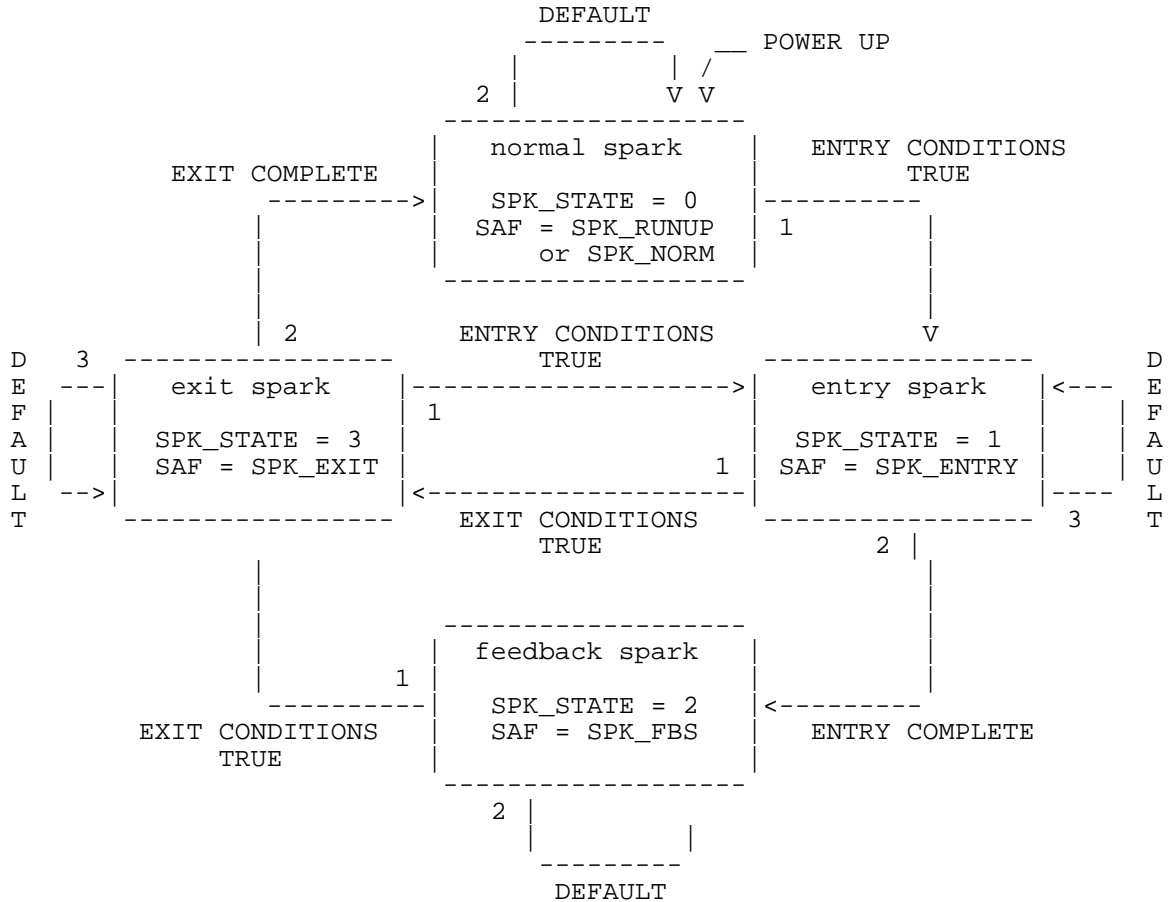 DEFAULT
POWER UP
2
normal spark
ENTRY CONDITIONS
EXIT COMPLETE
TRUE
SPK_STATE = 0
SAF = SPK_RUNUP
1
or SPK_NORM
2
ENTRY CONDITIONS
TRUE
DEFAULT
3
exit spark
1
SPK_STATE = 3
SAF = SPK_EXIT
entry spark
SPK_STATE = 1
1
SAF = SPK_ENTRY
DEFAULT
3
EXIT CONDITIONS
TRUE
2
feedback spark
1
SPK_STATE = 2
SAF = SPK_FBS
EXIT CONDITIONS
TRUE
ENTRY COMPLETE
2
DEFAULT